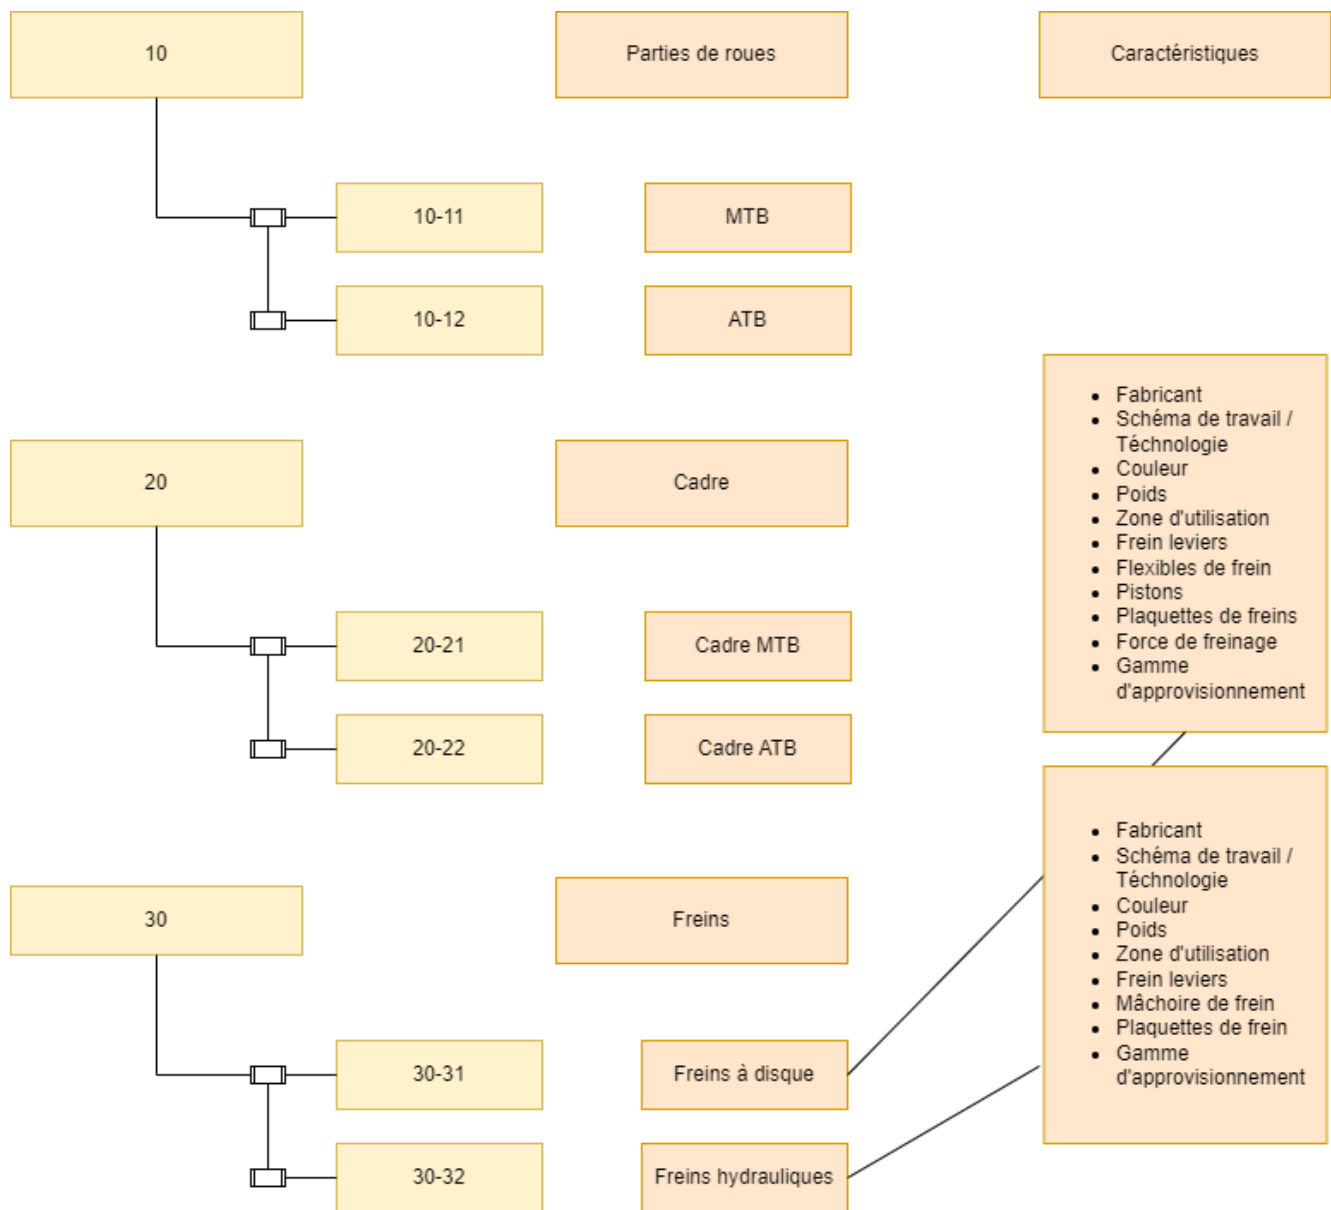 10
Parties de roues
Caractéristiques
10-11
MTB
10-12
ATB
20
Cadre
20-21
Cadre MTB
20-22
Cadre ATB
30
Freins
30-31
Freins à disque
30-32
Freins hydrauliques
Fabricant
Schéma de travail /
Téchnologie
Couleur
Poids
Zone d'utilisation
Frein leviers
Flexibles de frein
Pistons
Plaquettes de freins
Force de freinage
Gamme
d'approvisionnement
Fabricant
Schéma de travail /
Téchnologie
Couleur
Poids
Zone d'utilisation
Frein leviers
Mâchoire de frein
Plaquettes de frein
Gamme
d'approvisionnement